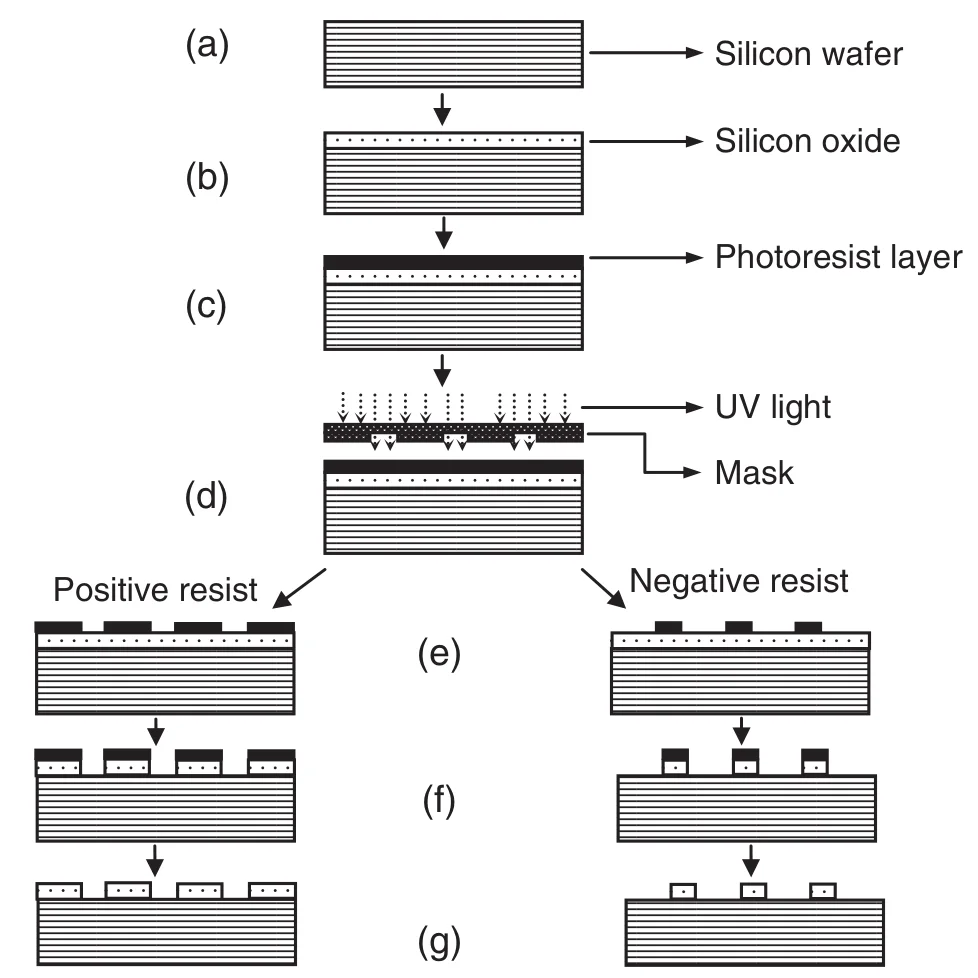 (a)
Silicon wafer
Silicon oxide
(b)
Photoresist layer
(c)
UV light
Mask
(d)
Positive resist
Negative resist
(e)
(f)
(g)